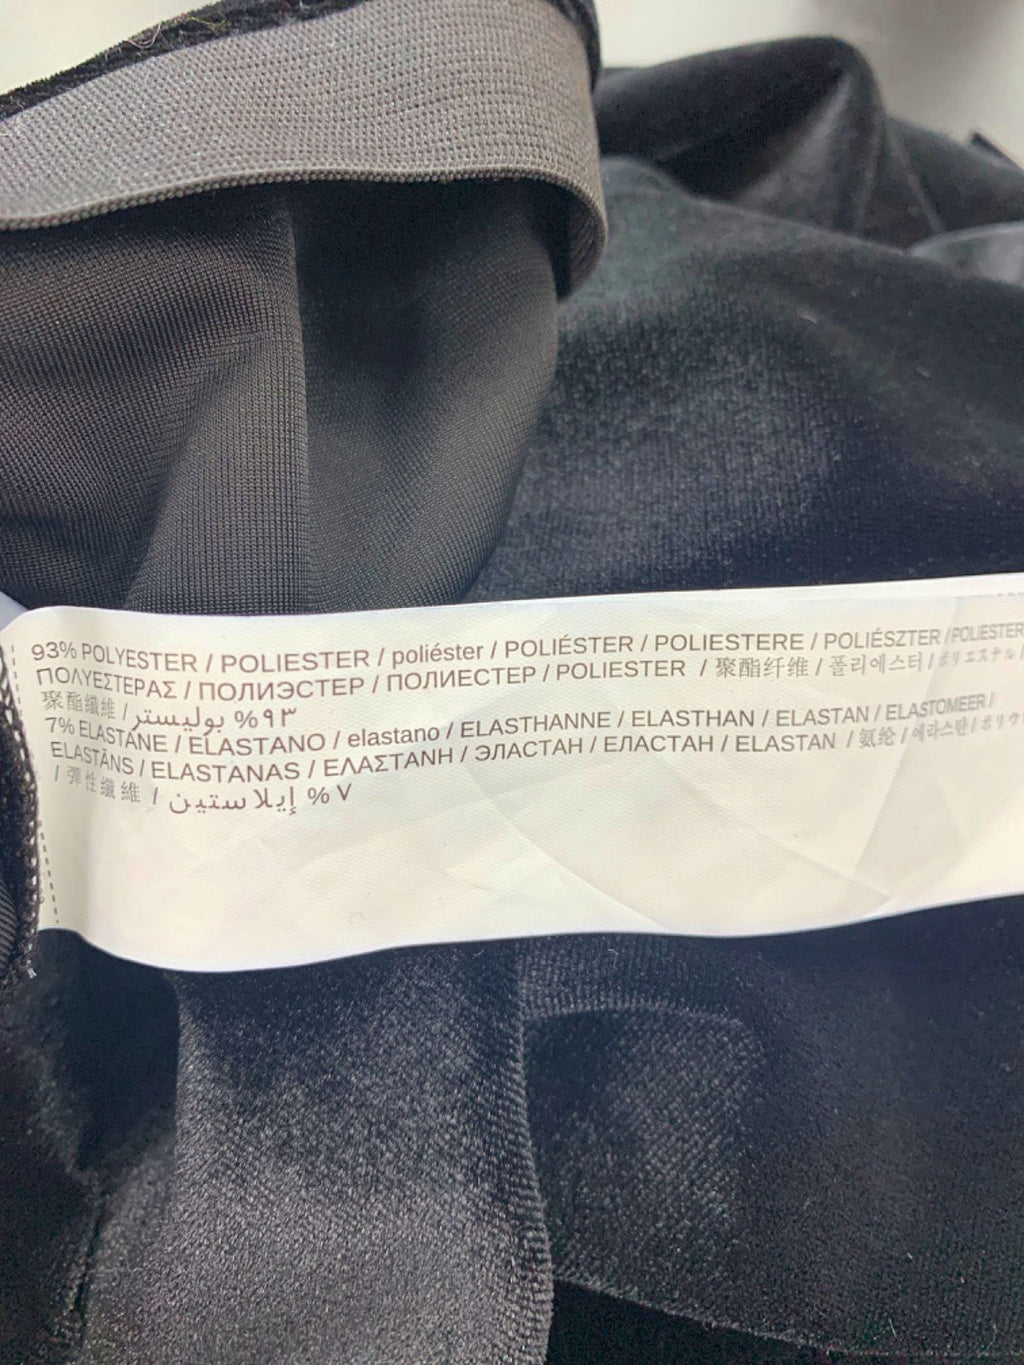 93% POLYESTER / POLIESTER / poliéster / POLIÉSTER / POLIESTERE / POLIÉSZTER / POLIESTER
ΠΟΛΥΕΣΤΕΡΑΣ / ПОЛИЭСТЕР / ПОЛИЕСТЕР / POLIESTER / 聚酯纤维 / 폴리에스터 / ポリエステル /
聚酯纖維 / بوليستر %٩٣
7% ELASTANE / ELASTANO / elastano / ELASTHANNE / ELASTHAN / ELASTAN / ELASTOMEER /
ELASTĀNS / ELASTANAS / ΕΛΑΣΤΑΝΗ / ЭЛАСТАН / ЕЛАСТАН / ELASTAN / 氨纶 / 에라스탄 /
/ 弹性纖維 / إيلاستين %٧